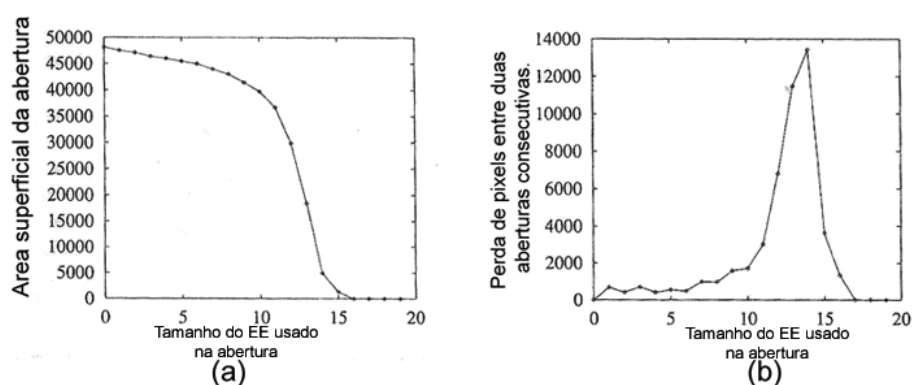 Area superficial da abertura
50000
45000
40000
35000
30000
25000
20000
15000
10000
5000
0
0 5 10 15 20
Tamanho do EE usado
na abertura
(a)
Perda de pixels entre duas
aberturas consecutivas.
14000
12000
10000
8000
6000
4000
2000
0
0 5 10 15 20
Tamanho do EE usado
na abertura
(b)